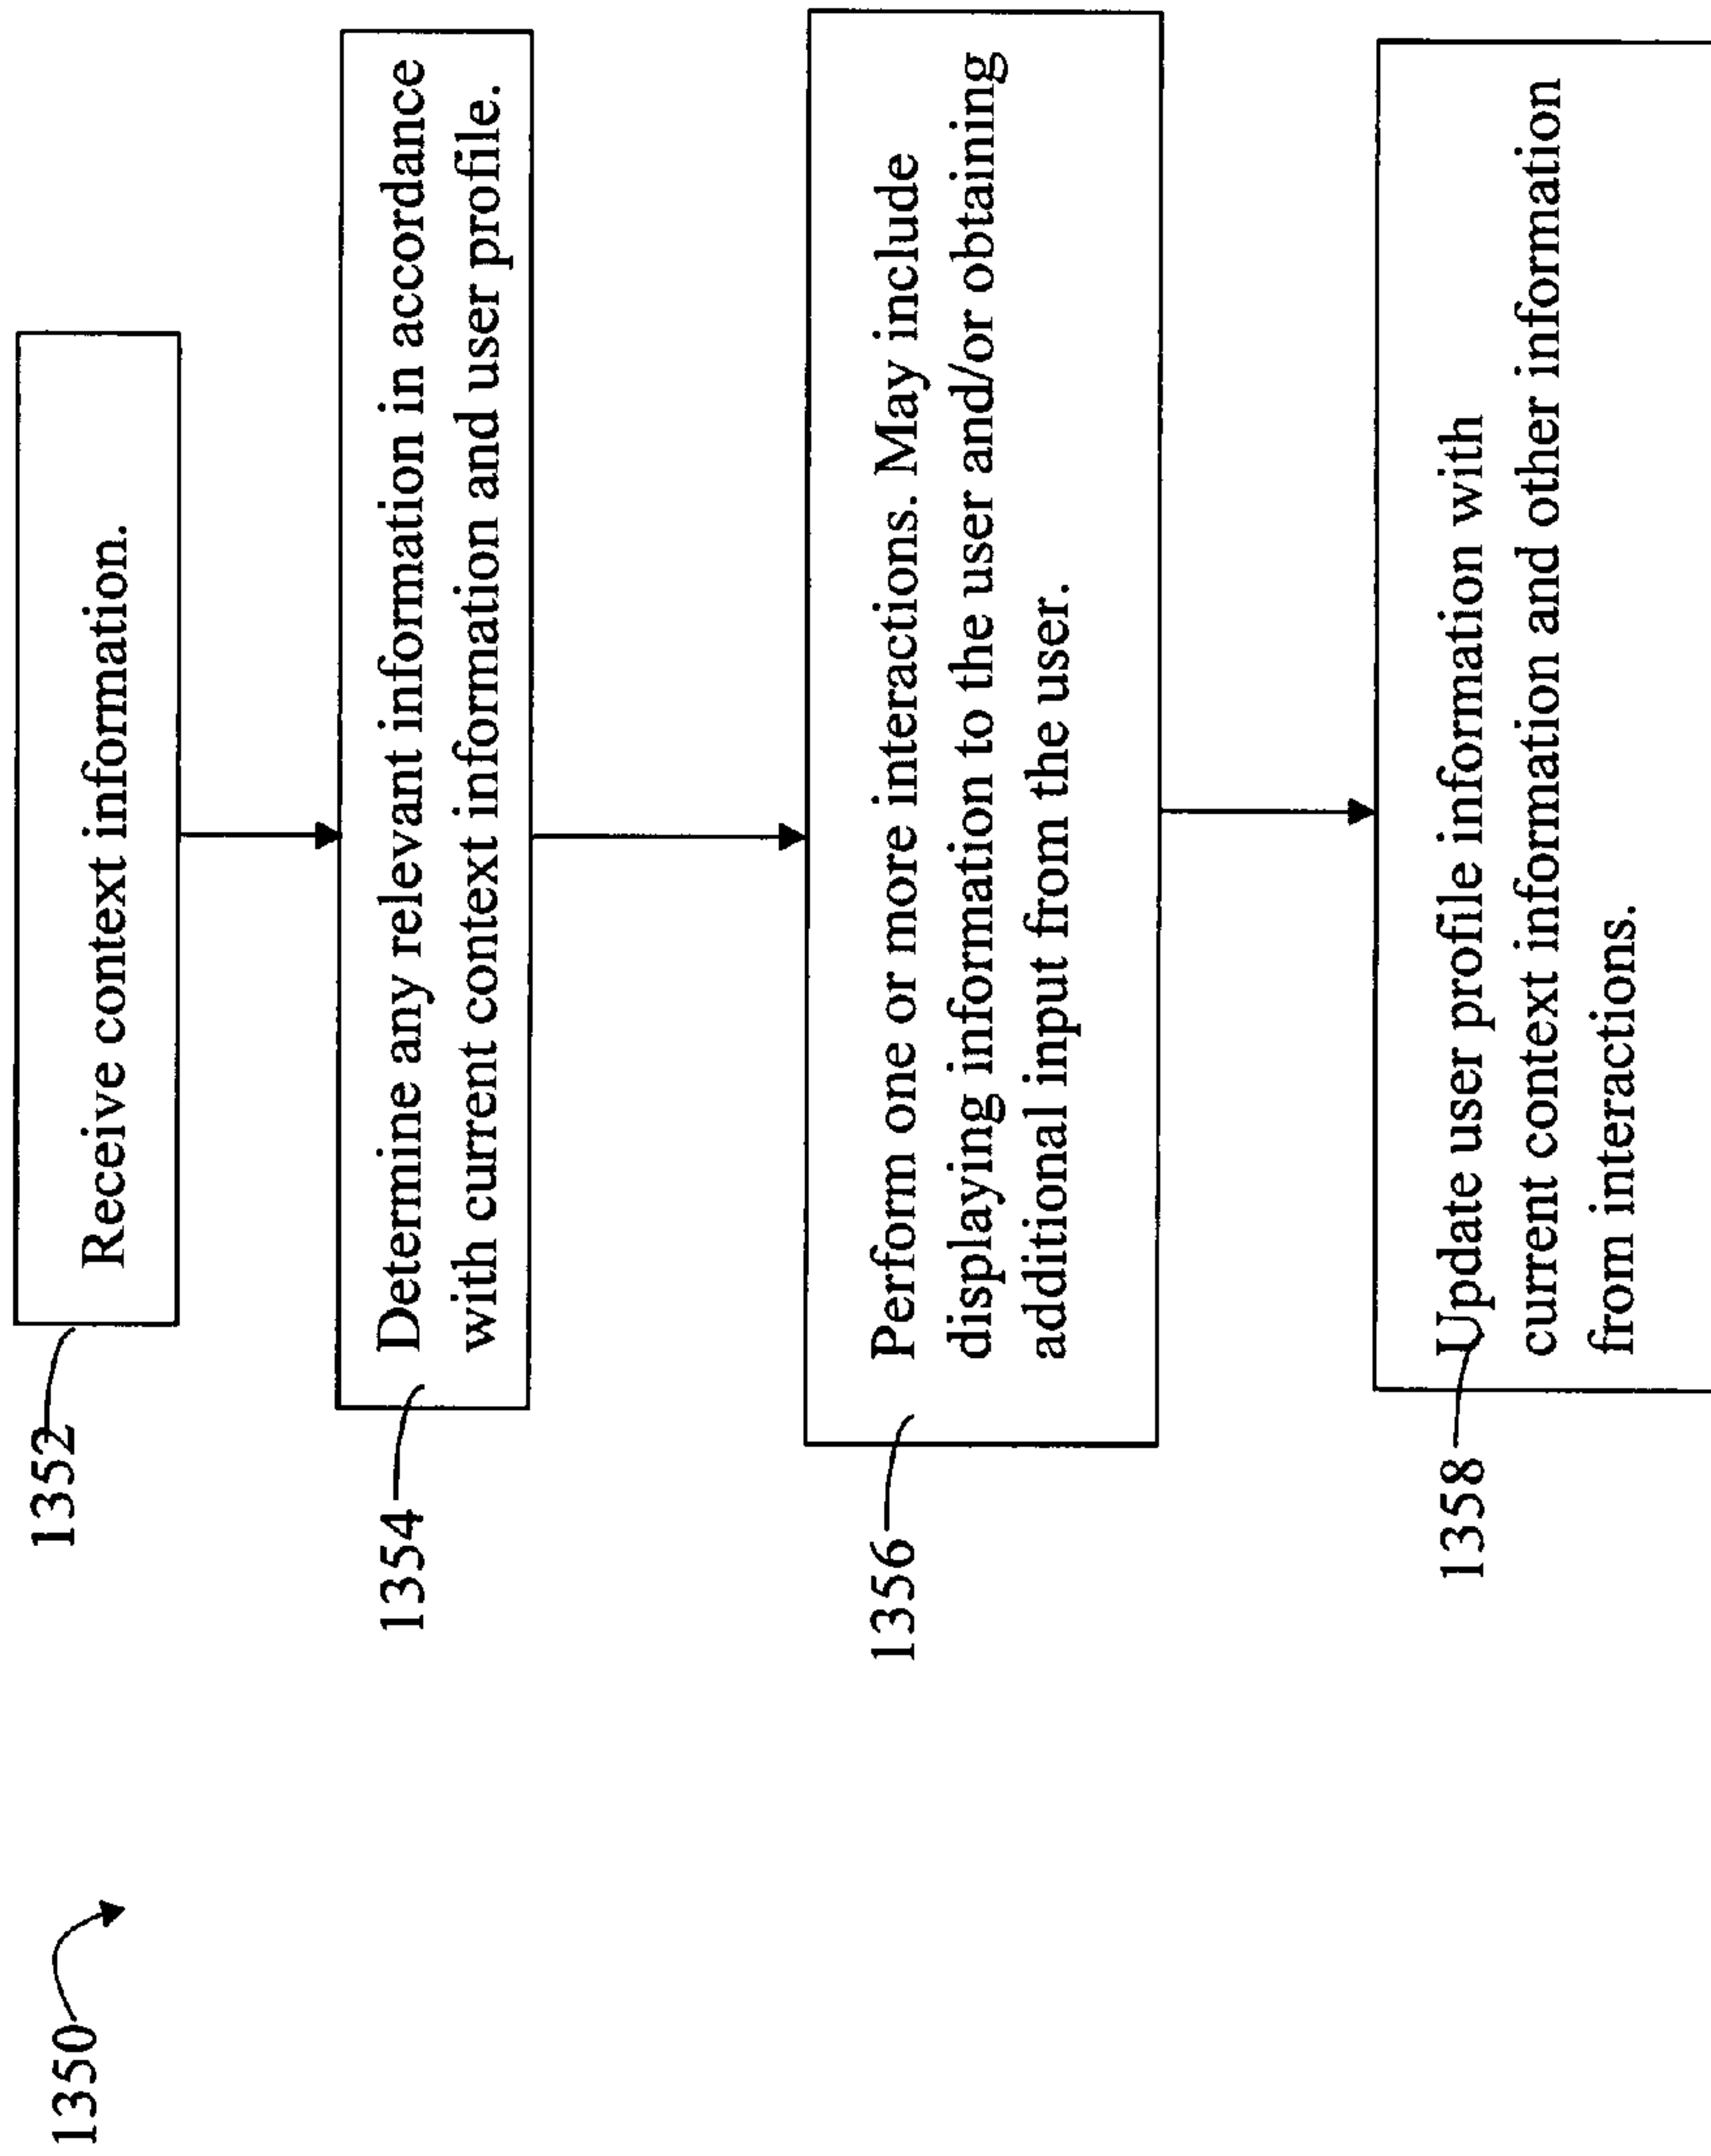 1350
1352
Receive context information.
1354
Determine any relevant information in accordance
with current context information and user profile.
1356
Perform one or more interactions. May include
displaying information to the user and/or obtaining
additional input from the user.
1358
Update user profile information with
current context information and other information
from interactions.